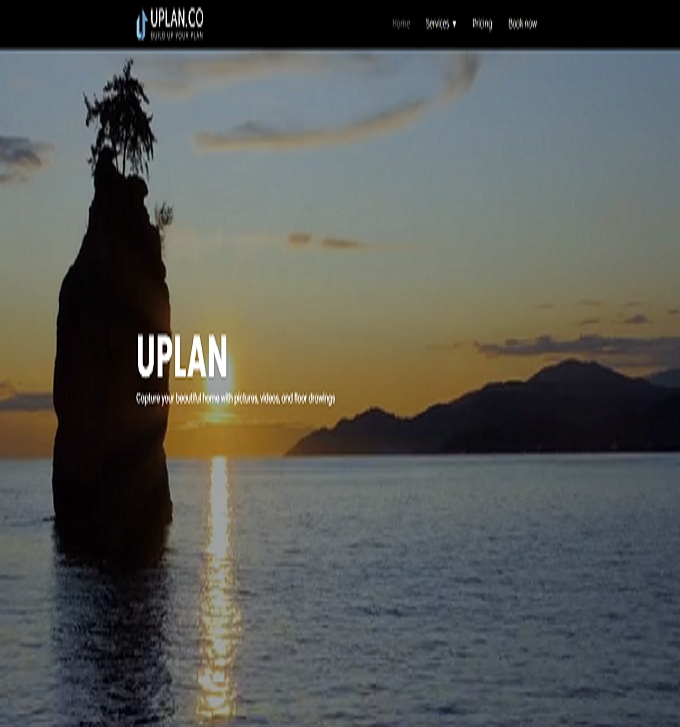 UPLAN.CO
BUILD UP YOUR PLAN
Home Services ▾ Pricing Book now
UPLAN
Capture your beautiful home with pictures, videos, and floor drawings